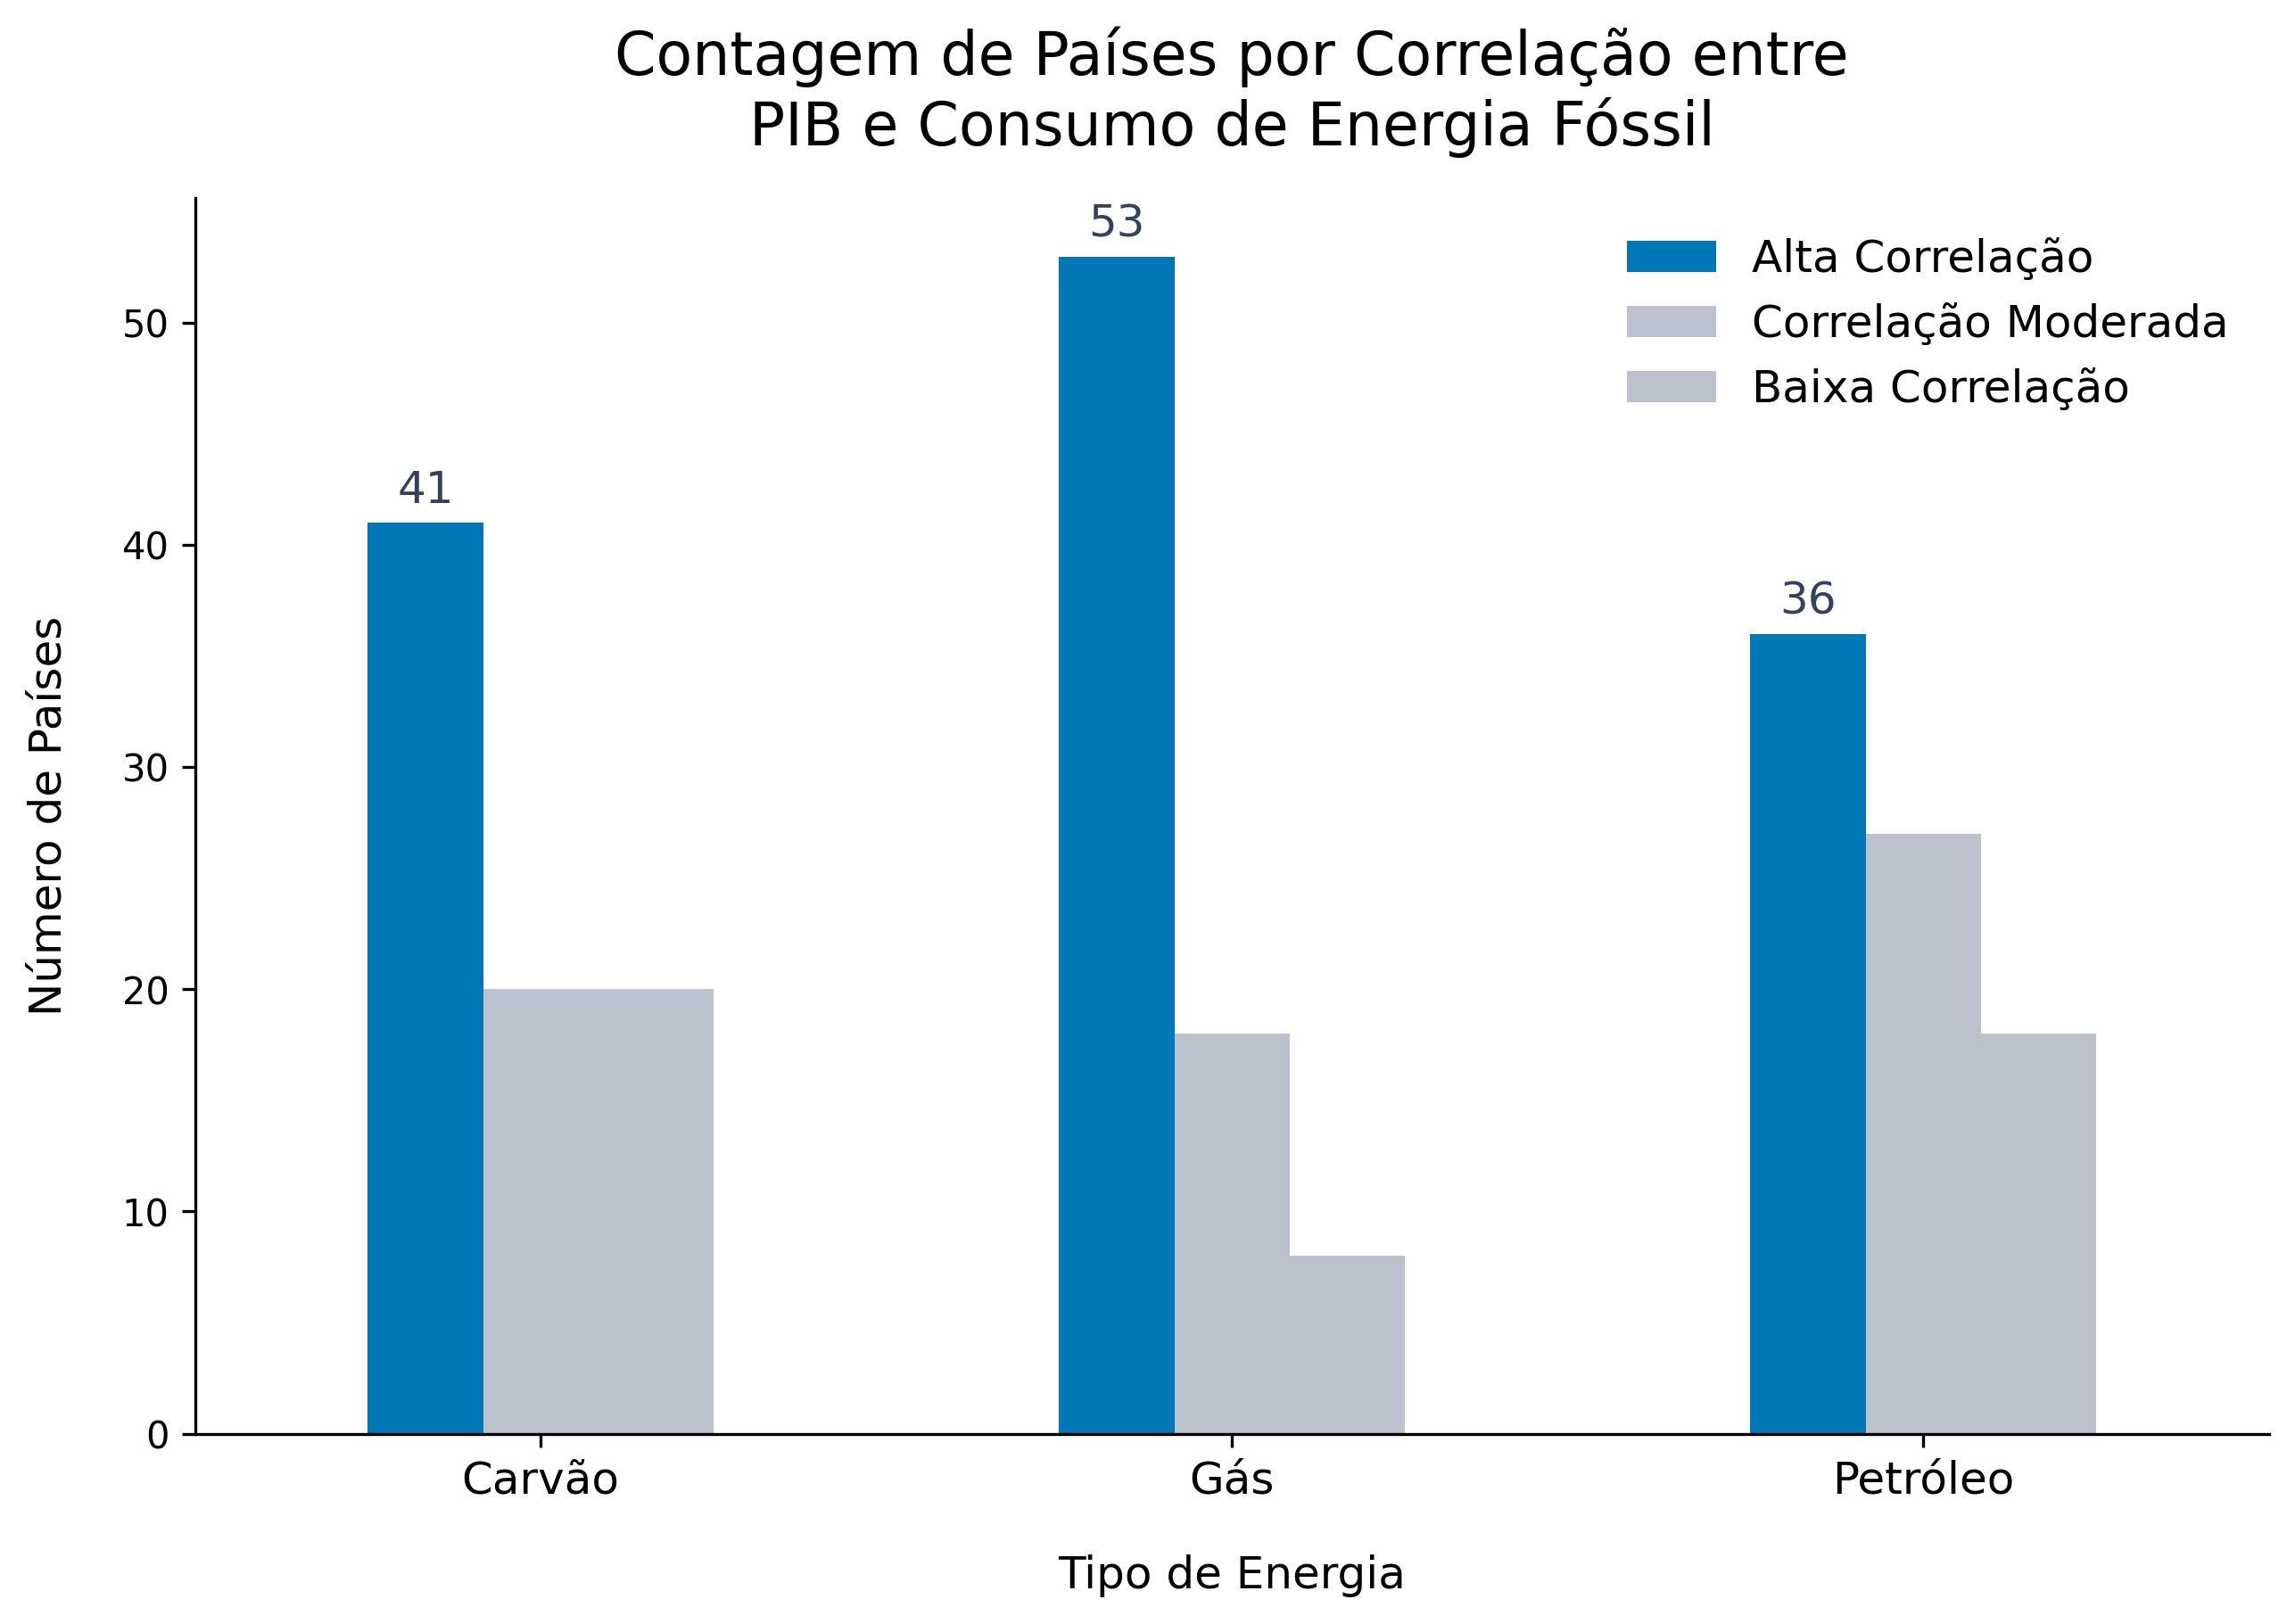 Contagem de Países por Correlação entre
PIB e Consumo de Energia Fóssil
53
Alta Correlação
Correlação Moderada
Baixa Correlação
50
41
40
36
30
20
10
0
Número de Países
Carvão
Gás
Petróleo
Tipo de Energia